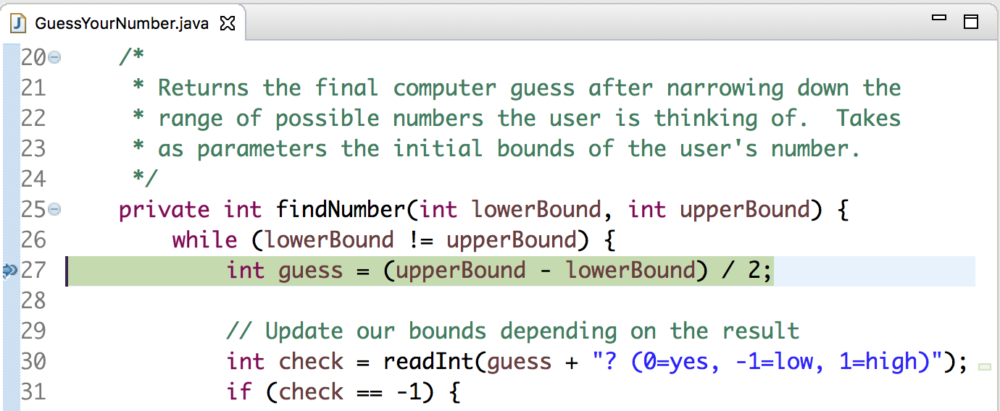 GuessYourNumber.java
20 /*
21 * Returns the final computer guess after narrowing down the
22 * range of possible numbers the user is thinking of.  Takes
23 * as parameters the initial bounds of the user's number.
24 */
25 private int findNumber(int lowerBound, int upperBound) {
26 while (lowerBound != upperBound) {
27 int guess = (upperBound - lowerBound) / 2;
28
29 // Update our bounds depending on the result
30 int check = readInt(guess + "? (0=yes, -1=low, 1=high)");
31 if (check == -1) {